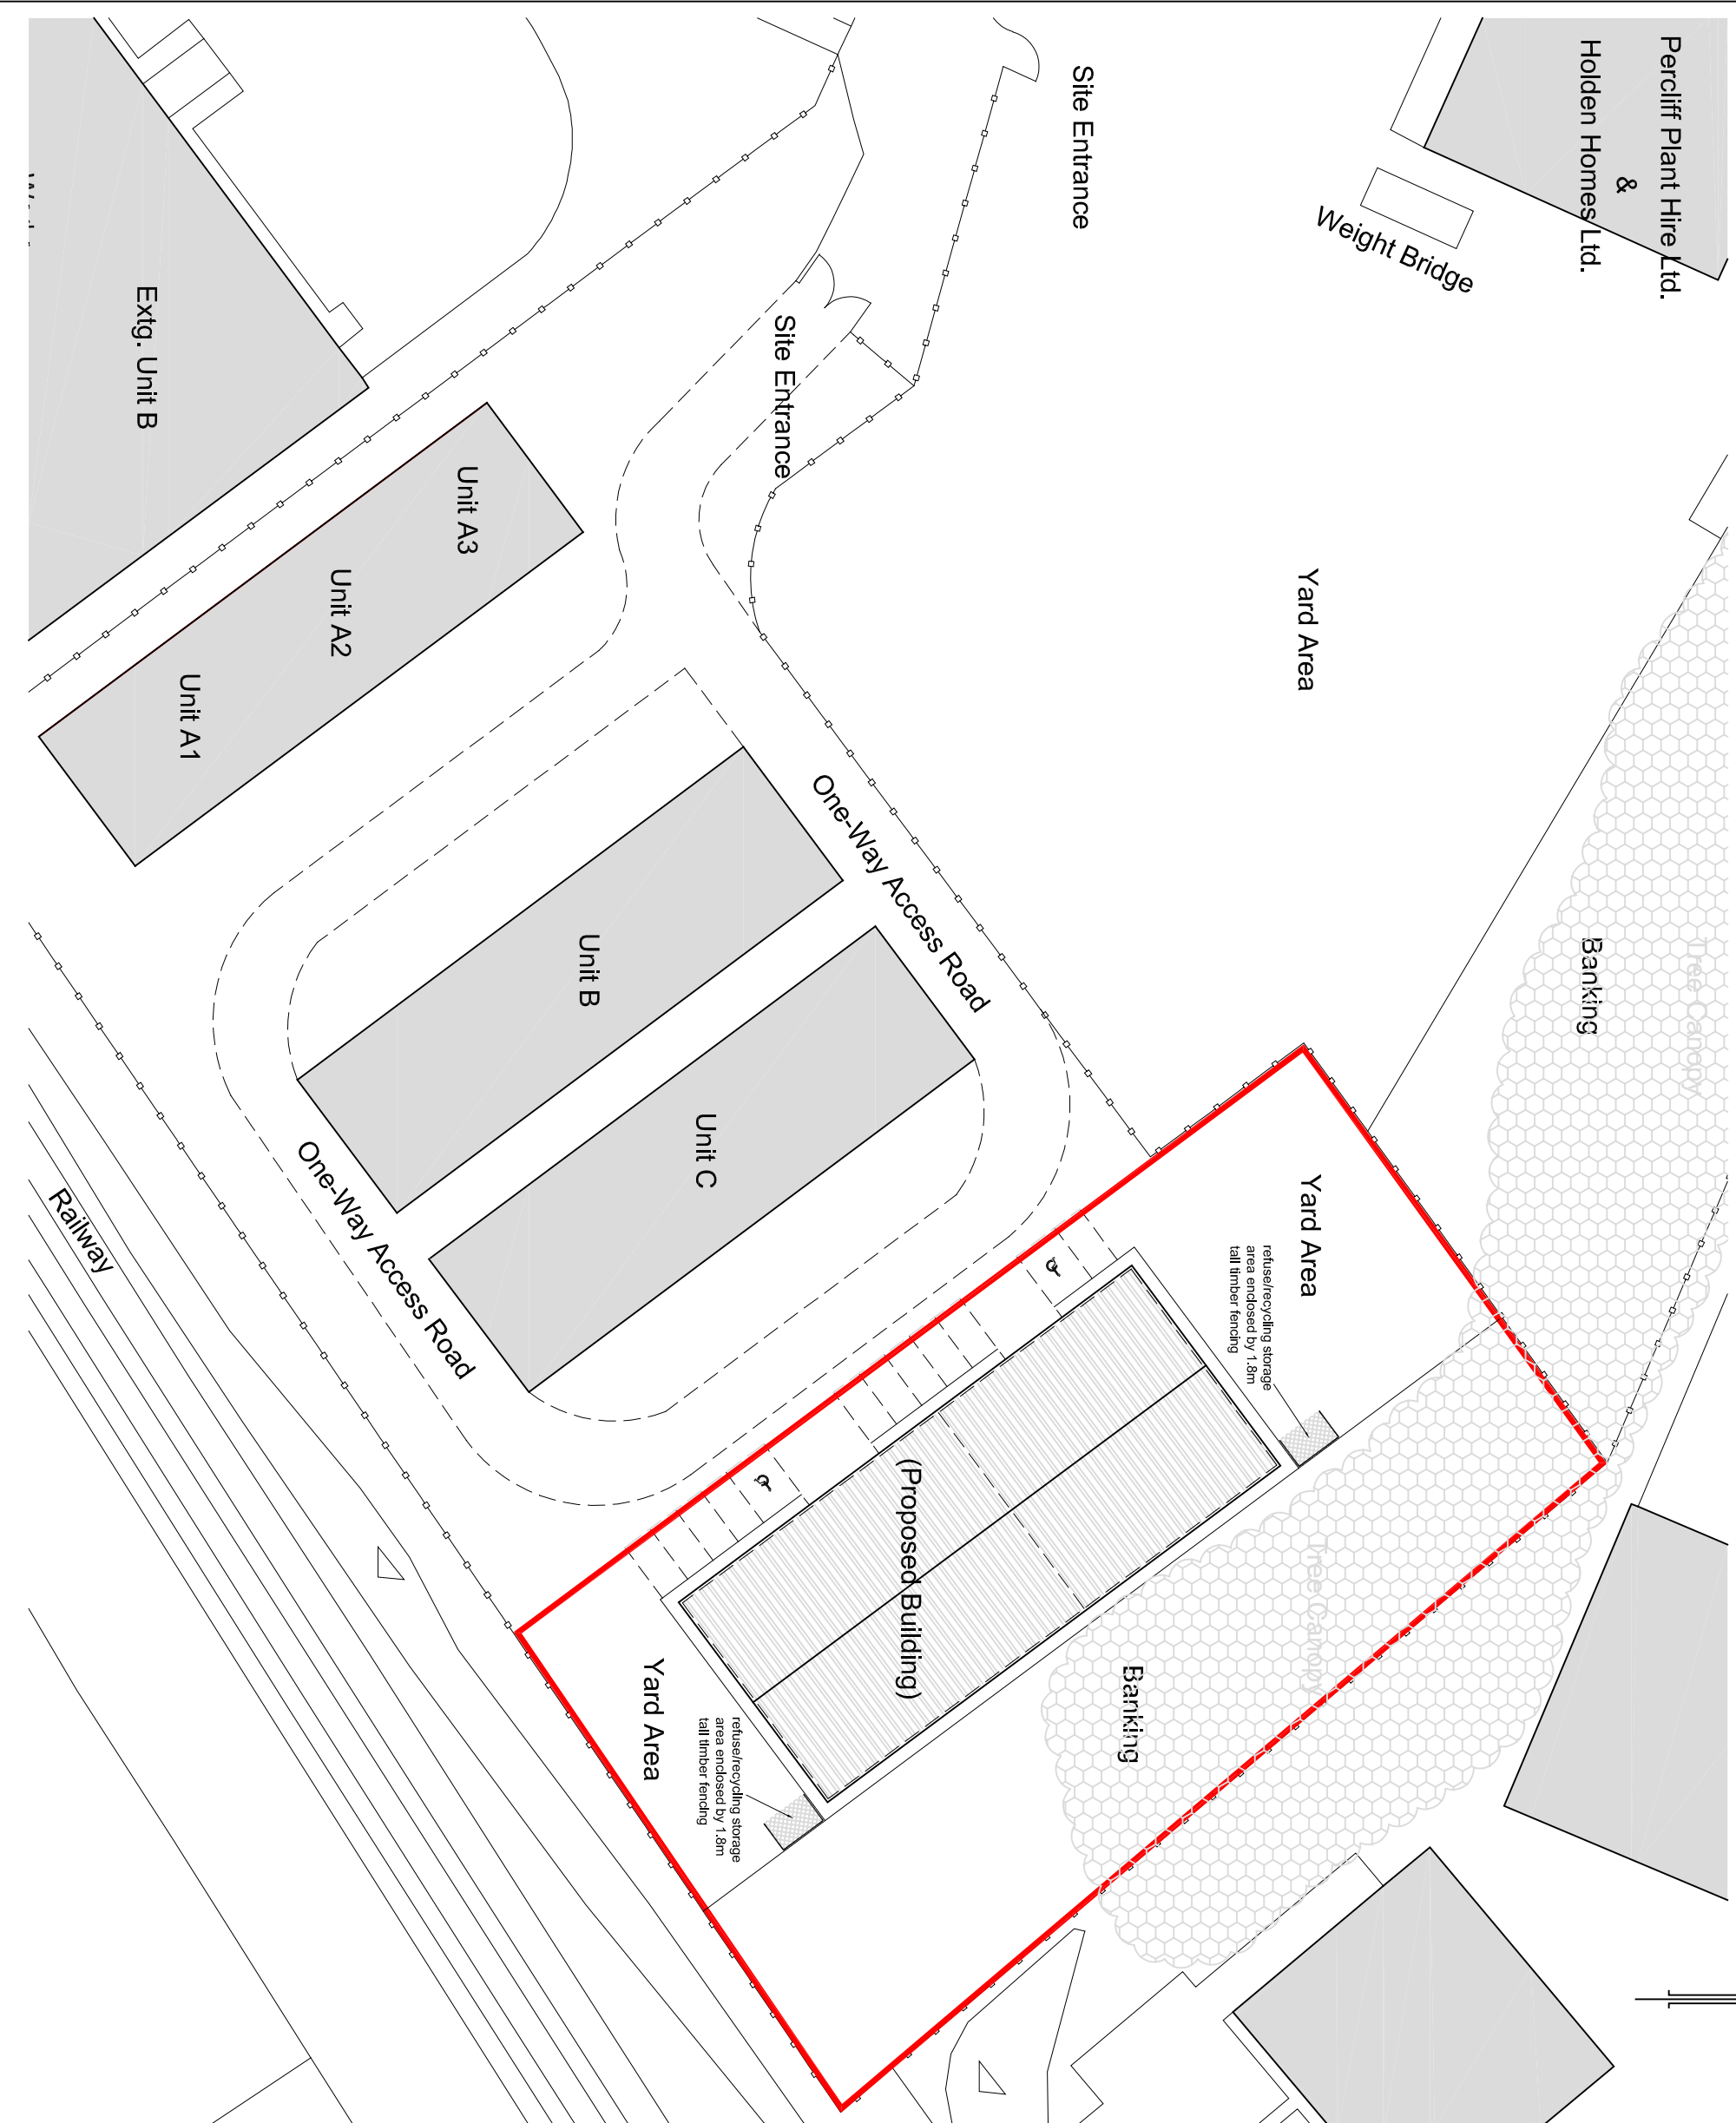 Percliff Plant Hire Ltd.
&
Holden Homes Ltd.
Weight Bridge
Site Entrance
Site Entrance
Yard Area
Banking
Tree Canopy
Extg. Unit B
Unit A3
Unit A2
Unit A1
One-Way Access Road
Unit B
Unit C
One-Way Access Road
Railway
Yard Area
refuse/recycling storage
area enclosed by 1.8m
tall timber fencing
(Proposed Building)
Tree Canopy
Banking
Yard Area
refuse/recycling storage
area enclosed by 1.8m
tall timber fencing